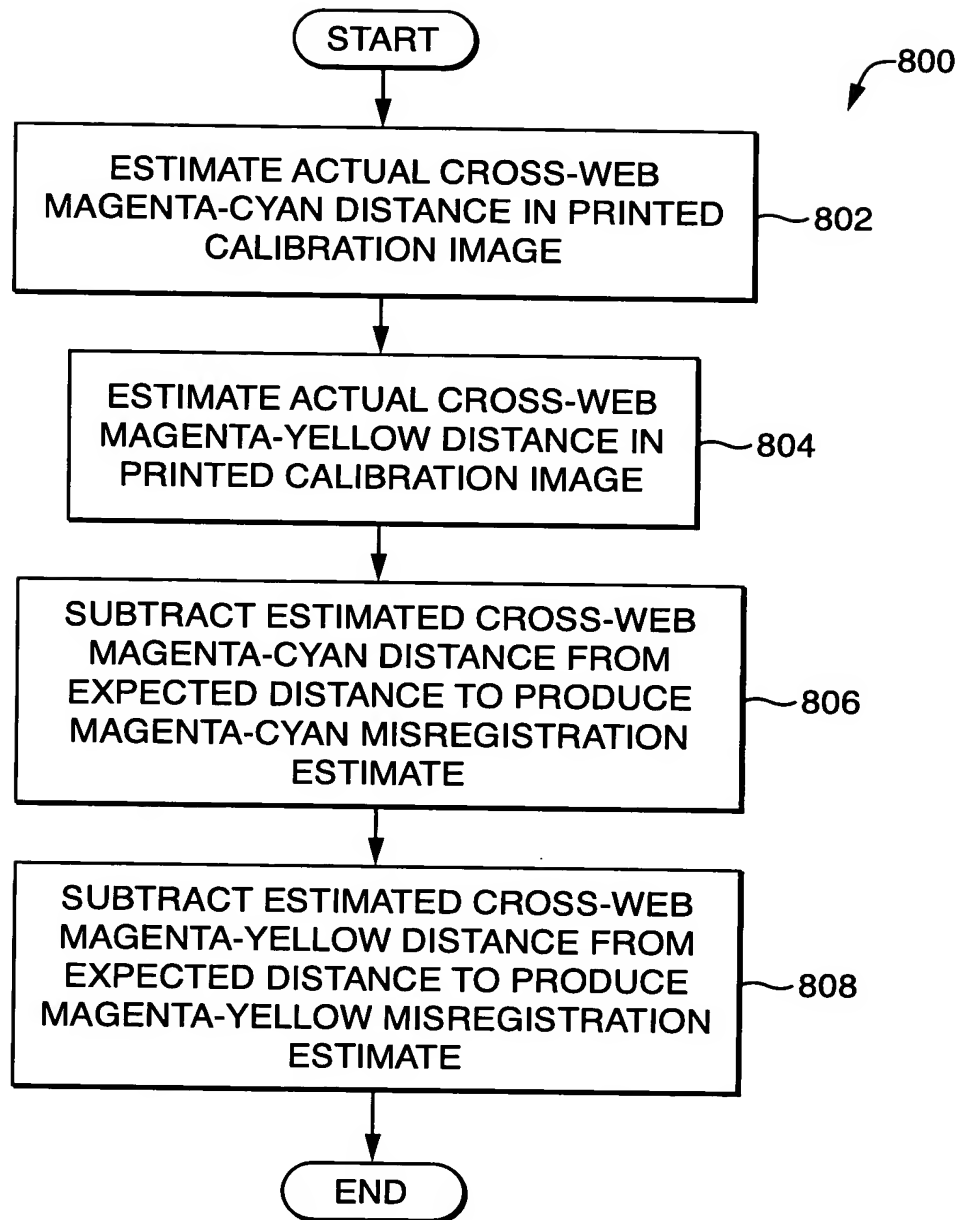 START
800
ESTIMATE ACTUAL CROSS-WEB
MAGENTA-CYAN DISTANCE IN PRINTED
CALIBRATION IMAGE
802
ESTIMATE ACTUAL CROSS-WEB
MAGENTA-YELLOW DISTANCE IN
PRINTED CALIBRATION IMAGE
804
SUBTRACT ESTIMATED CROSS-WEB
MAGENTA-CYAN DISTANCE FROM
EXPECTED DISTANCE TO PRODUCE
MAGENTA-CYAN MISREGISTRATION
ESTIMATE
806
SUBTRACT ESTIMATED CROSS-WEB
MAGENTA-YELLOW DISTANCE FROM
EXPECTED DISTANCE TO PRODUCE
MAGENTA-YELLOW MISREGISTRATION
ESTIMATE
808
END